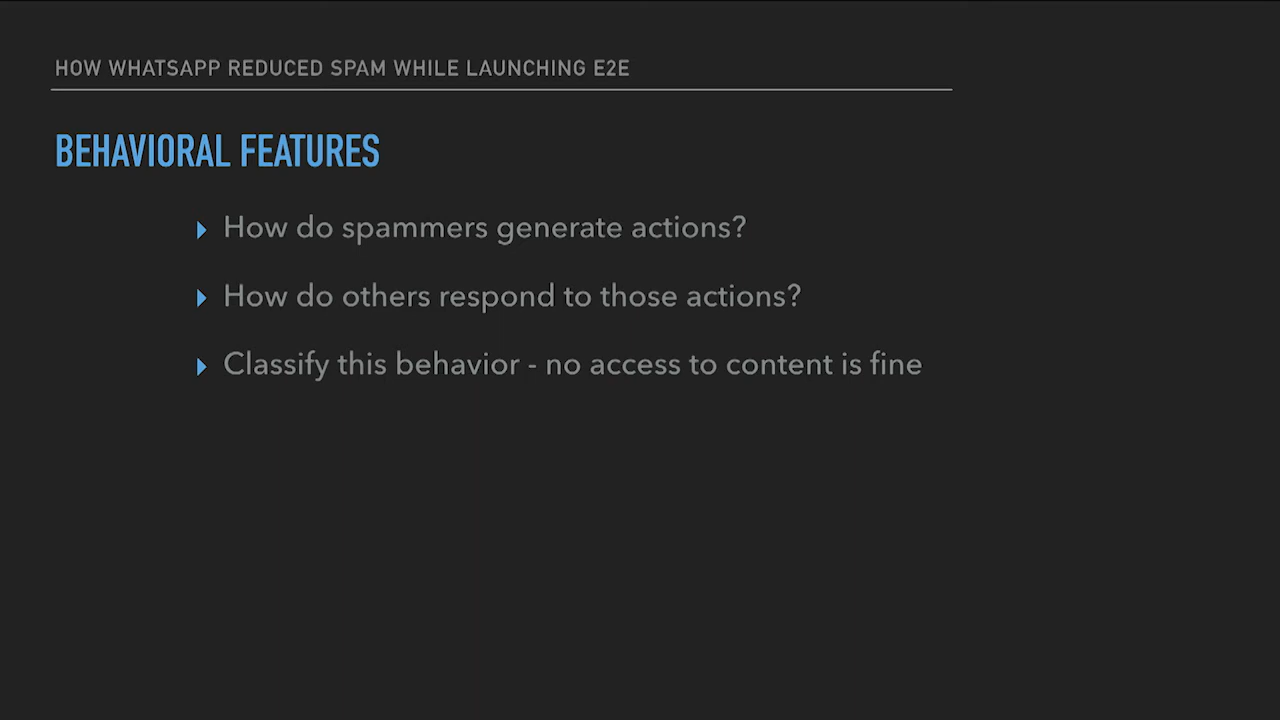 HOW WHATSAPP REDUCED SPAM WHILE LAUNCHING E2E
BEHAVIORAL FEATURES
How do spammers generate actions?
How do others respond to those actions?
Classify this behavior - no access to content is fine